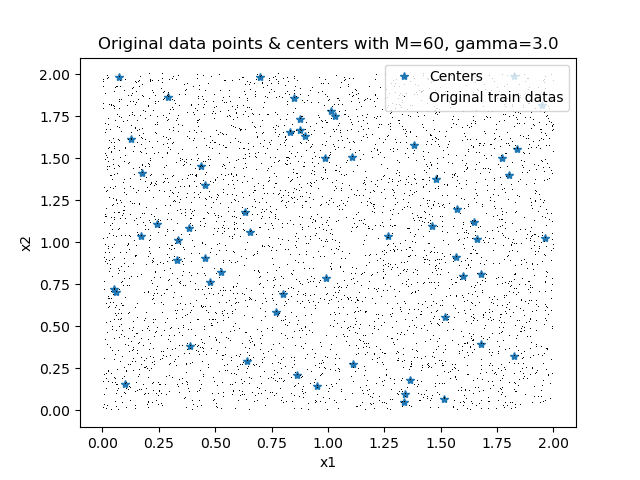 Original data points & centers with M=60, gamma=3.0
2.00
1.75
1.50
1.25
1.00
0.75
0.50
0.25
0.00
x2
Centers
Original train datas
0.00 0.25 0.50 0.75 1.00 1.25 1.50 1.75 2.00
x1